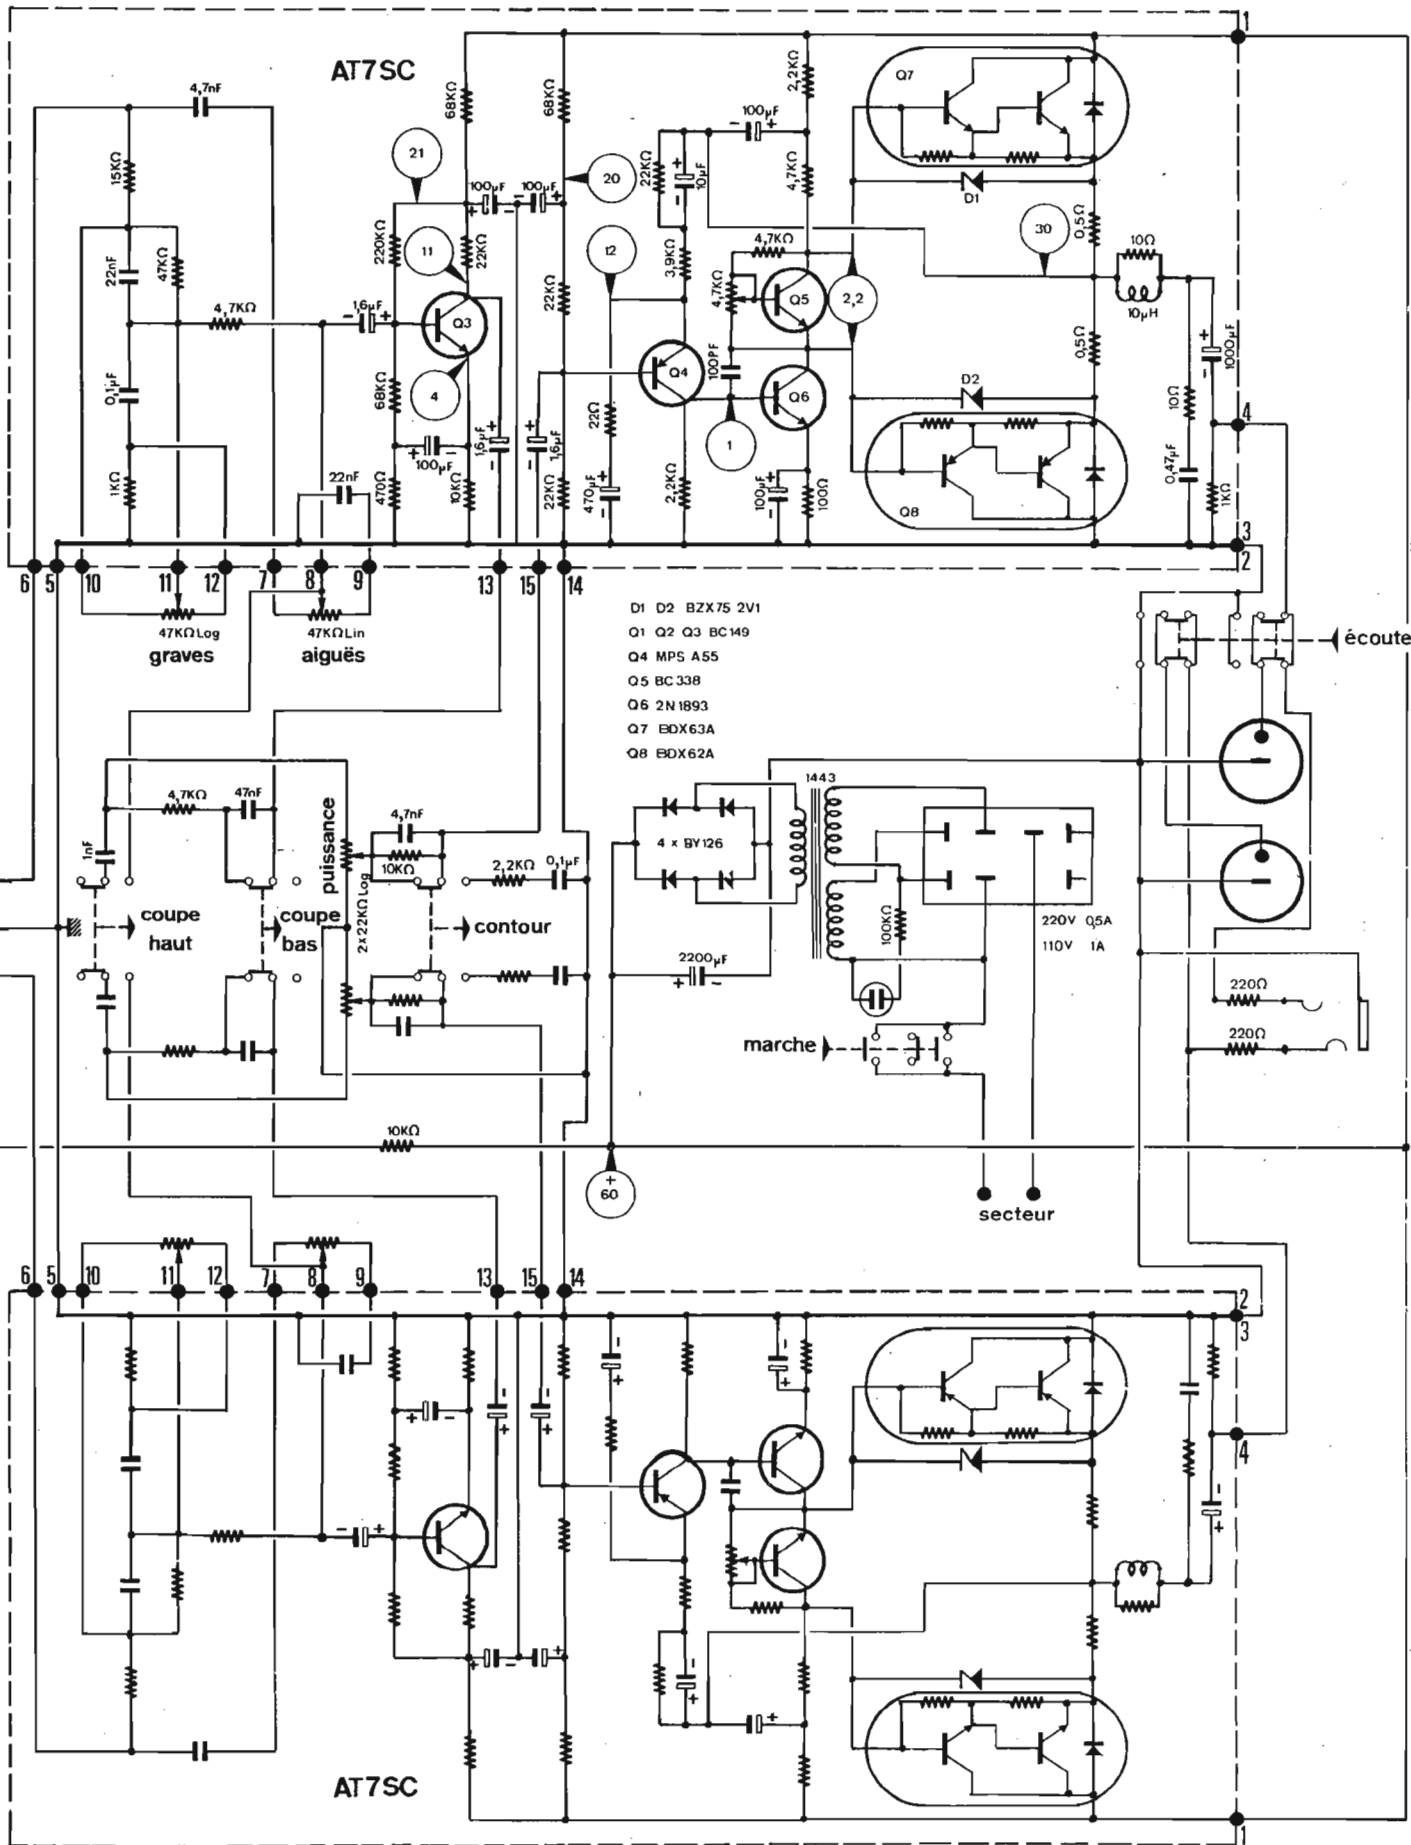 1
AT7SC
4,7nF
15KΩ
22nF
47KΩ
4,7KΩ
0,1µF
1KΩ
22nF
21
68KΩ
68KΩ
220KΩ
22KΩ
11
- 1,6µF +
Q3
4
68KΩ
470Ω
+ 100µF -
10KΩ
+ 100µF -
- 100µF +
20
22KΩ
22KΩ
+ 1,6µF -
+ 1,6µF -
12
22Ω
470µF -
22KΩ
+ 10µF -
3,9KΩ
Q4
2,2KΩ
- 100µF +
2,2KΩ
4,7KΩ
4,7KΩ
4,7KΩ
Q5
100PF
Q6
1
100µF + -
100Ω
2,2
Q7
D1
30
0,5Ω
0,5Ω
D2
Q8
10Ω
10µH
10Ω
0,47µF
+ 1000µF -
1KΩ
4
3
2
6 5 10 11 12 7 8 9 13 15 14
47KΩ Log
graves
47KΩ Lin
aiguës
D1 D2 BZX75 2V1
Q1 Q2 Q3 BC149
Q4 MPS A55
Q5 BC338
Q6 2N1893
Q7 BDX63A
Q8 BDX62A
écoute
4,7KΩ
47nF
1nF
coupe
haut
coupe
bas
puissance
2x22KΩ Log
4,7nF
10KΩ
2,2KΩ
0,1µF
contour
4 x BY126
1443
2200µF
+ -
100KΩ
220V 0,5A
110V 1A
marche
secteur
220Ω
220Ω
10KΩ
+
60
6 5 10 11 12 7 8 9 13 15 14
2
3
4
- +
+ -
- +
- +
+ -
+
- +
- +
- +
+
- +
AT7SC
1